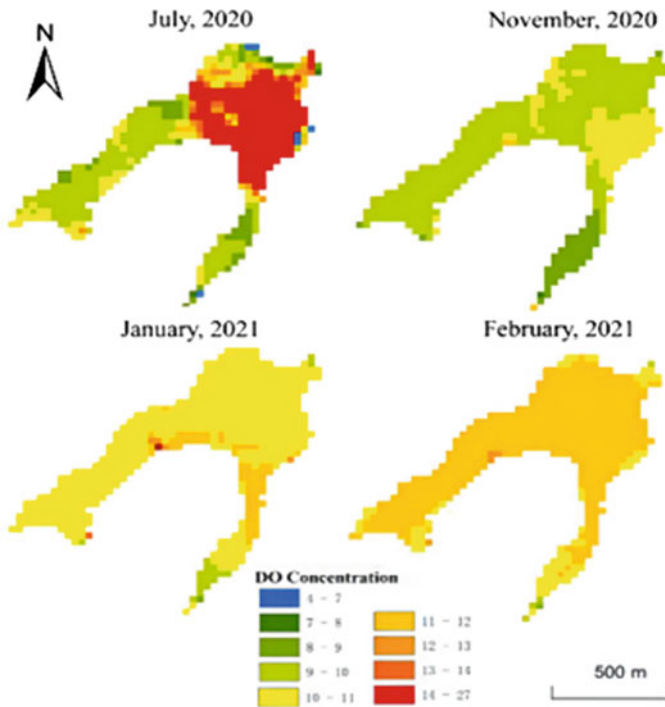 July, 2020
November, 2020
N
January, 2021
February, 2021
DO Concentration
4 - 7
7 - 8
8 - 9
9 - 10
10 - 11
11 - 12
12 - 13
13 - 14
14 - 27
500 m